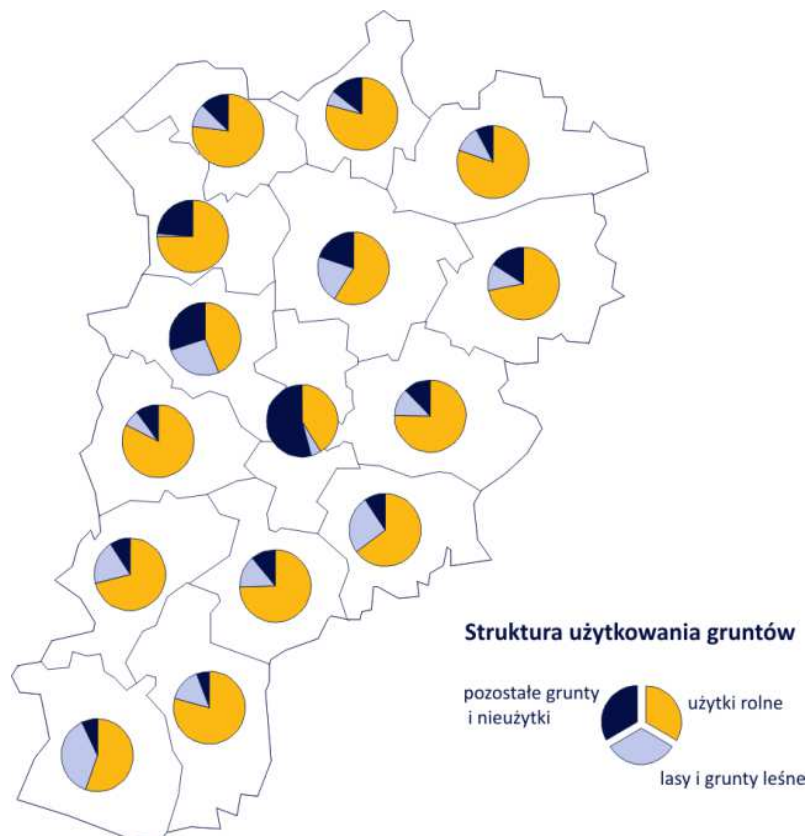 Struktura użytkowania gruntów
pozostałe grunty
i nieużytki
użytki rolne
lasy i grunty leśne